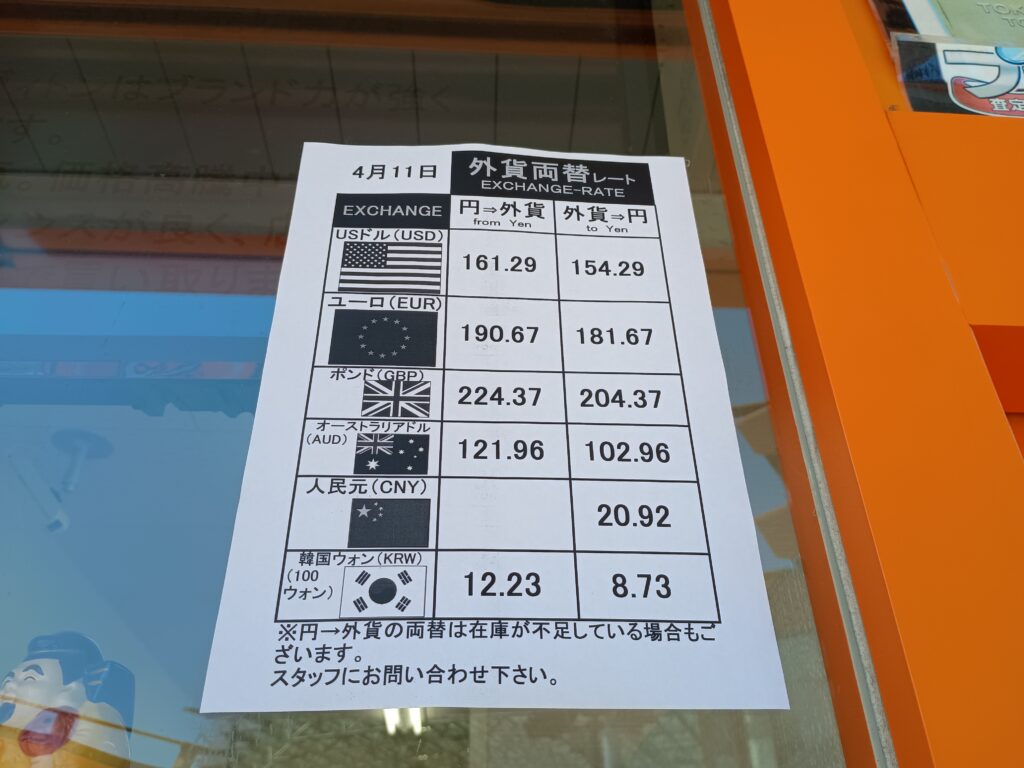 4月11日
外貨両替レート
EXCHANGE-RATE
EXCHANGE
円⇒外貨
from Yen
外貨⇒円
to Yen
USドル(USD)
161.29
154.29
ユーロ(EUR)
190.67
181.67
ポンド(GBP)
224.37
204.37
オーストラリアドル
(AUD)
121.96
102.96
人民元(CNY)
20.92
韓国ウォン(KRW)
(100
ウォン)
12.23
8.73
※円→外貨の両替は在庫が不足している場合もご
ざいます。
スタッフにお問い合わせ下さい。